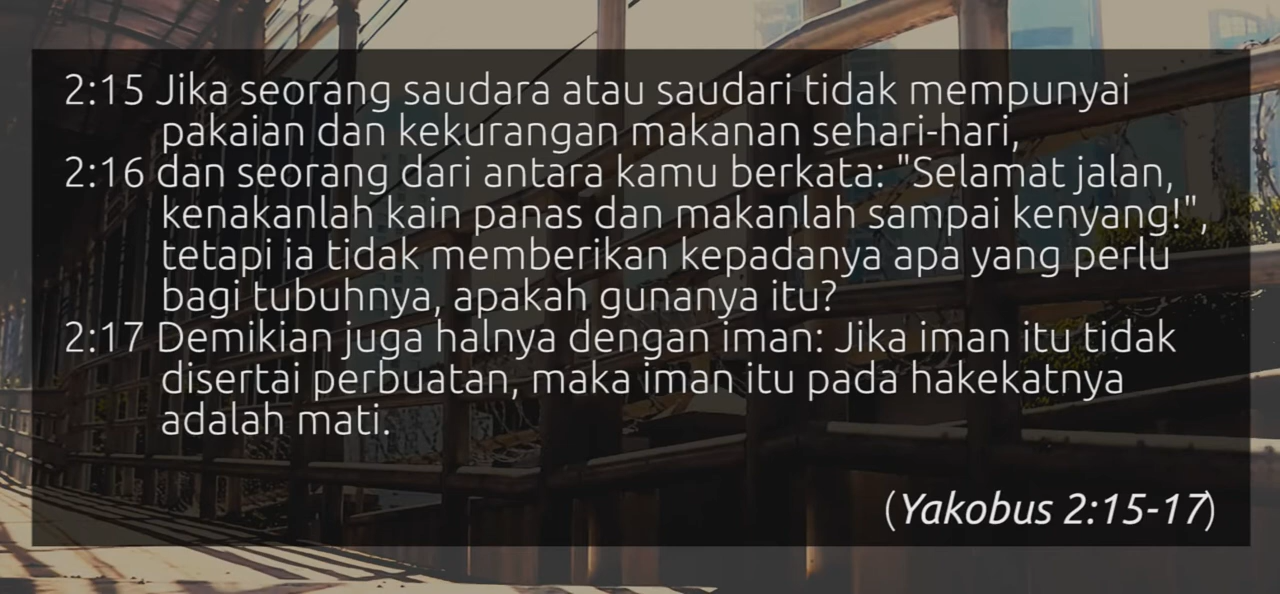 2:15 Jika seorang saudara atau saudari tidak mempunyai
pakaian dan kekurangan makanan sehari-hari,
2:16 dan seorang dari antara kamu berkata: "Selamat jalan,
kenakanlah kain panas dan makanlah sampai kenyang!",
tetapi ia tidak memberikan kepadanya apa yang perlu
bagi tubuhnya, apakah gunanya itu?
2:17 Demikian juga halnya dengan iman: Jika iman itu tidak
disertai perbuatan, maka iman itu pada hakekatnya
adalah mati.
(Yakobus 2:15-17)